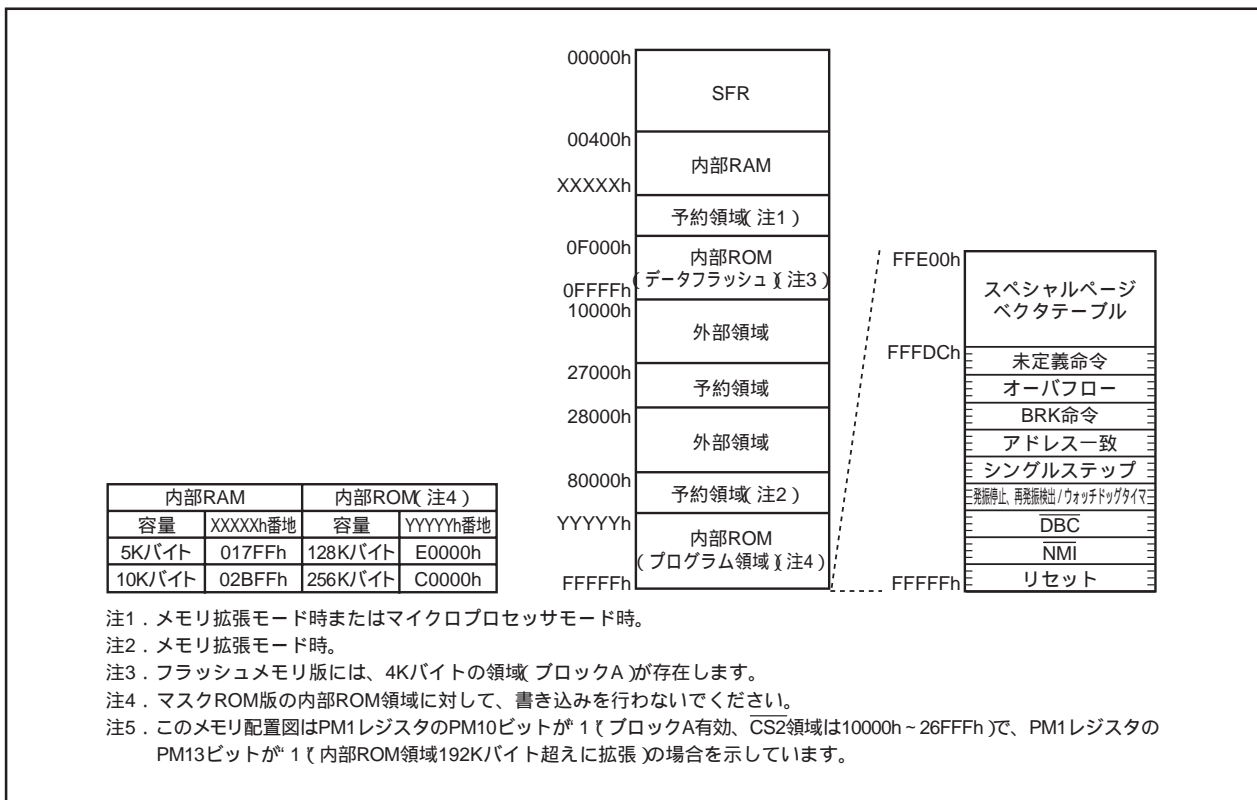 00000h
SFR
00400h
内部RAM
XXXXXh
予約領域(注1)
0F000h
内部ROM
(データフラッシュ)(注3)
0FFFFh
10000h
外部領域
27000h
予約領域
28000h
外部領域
80000h
予約領域(注2)
YYYYYh
内部ROM
(プログラム領域)(注4)
FFFFFh
FFE00h
スペシャルページ
ベクタテーブル
FFFDCh
未定義命令
オーバフロー
BRK命令
アドレス一致
シングルステップ
発振停止、再発振検出/ウォッチドッグタイマ
DBC
NMI
リセット
FFFFFh
内部RAM 内部ROM(注4)
容量 XXXXXh番地 容量 YYYYYh番地
5Kバイト 017FFh 128Kバイト E0000h
10Kバイト 02BFFh 256Kバイト C0000h
注1.メモリ拡張モード時またはマイクロプロセッサモード時。
注2.メモリ拡張モード時。
注3.フラッシュメモリ版には、4Kバイトの領域(ブロックA)が存在します。
注4.マスクROM版の内部ROM領域に対して、書き込みを行わないでください。
注5.このメモリ配置図はPM1レジスタのPM10ビットが“1”(ブロックA有効、CS2領域は10000h~26FFFh)で、PM1レジスタの
PM13ビットが“1”(内部ROM領域192Kバイト超えに拡張)の場合を示しています。